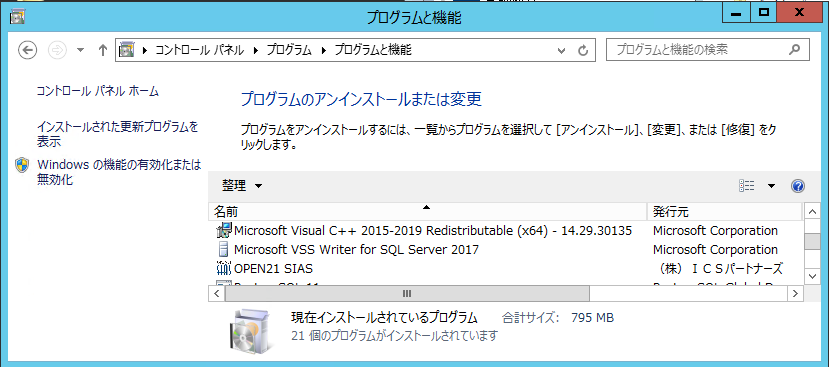 プログラムと機能
コントロール パネル プログラム プログラムと機能
プログラムと機能の検索
コントロール パネル ホーム
インストールされた更新プログラムを
表示
Windows の機能の有効化または
無効化
プログラムのアンインストールまたは変更
プログラムをアンインストールするには、一覧からプログラムを選択して [アンインストール]、[変更]、または [修復] をク
リックします。
整理
名前 発行元
Microsoft Visual C++ 2015-2019 Redistributable (x64) - 14.29.30135 Microsoft Corporation
Microsoft VSS Writer for SQL Server 2017 Microsoft Corporation
OPEN21 SIAS （株）ＩＣＳパートナーズ
現在インストールされているプログラム 合計サイズ: 795 MB
21 個のプログラムがインストールされています